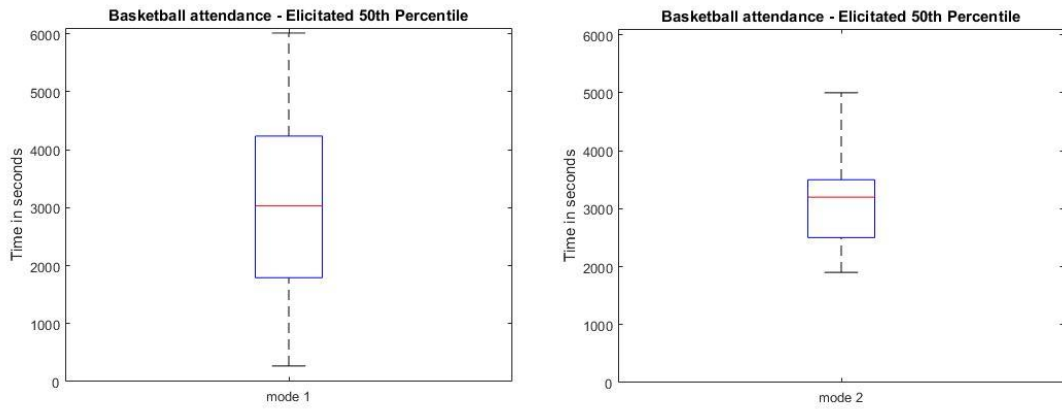 Basketball attendance - Elicitated 50th Percentile
6000
5000
4000
3000
2000
1000
0
Time in seconds
mode 1
Basketball attendance - Elicitated 50th Percentile
6000
5000
4000
3000
2000
1000
0
Time in seconds
mode 2